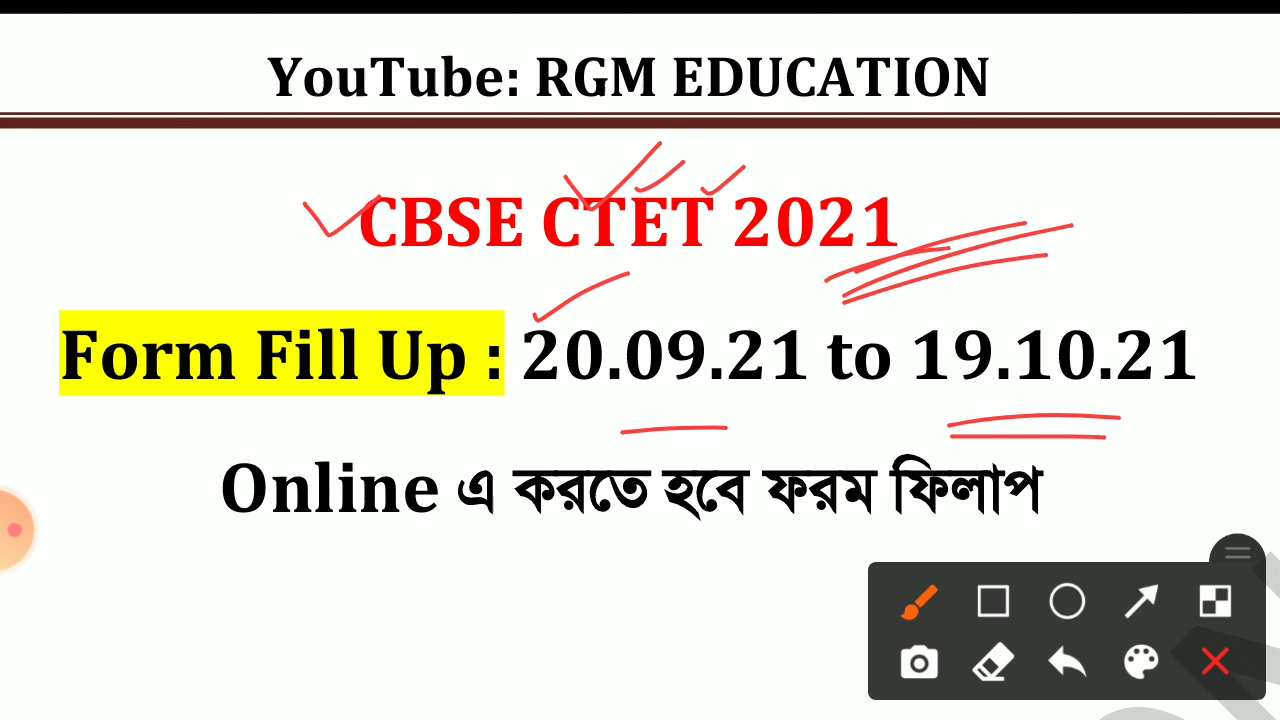 YouTube: RGM EDUCATION
CBSE CTET 2021
Form Fill Up : 20.09.21 to 19.10.21
Online এ করতে হবে ফরম ফিলাপ